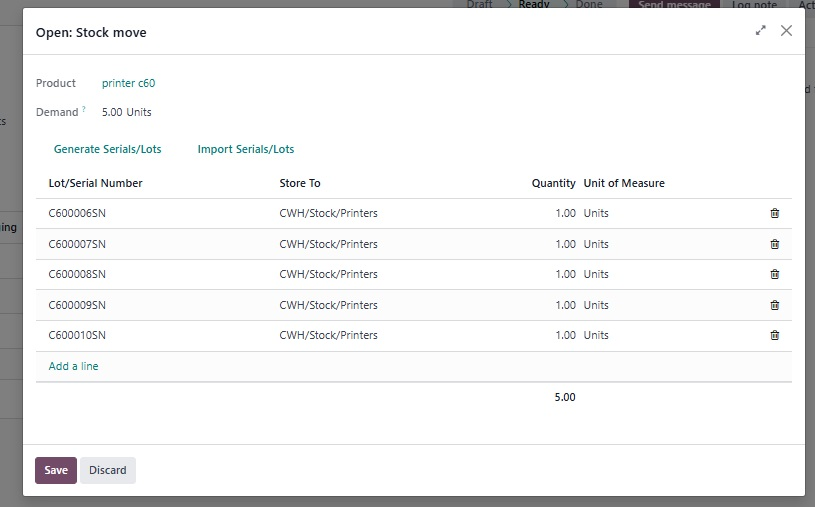 Draft Ready Done Send message Log note Act
Open: Stock move
Product printer c60
Demand ? 5.00 Units
Generate Serials/Lots Import Serials/Lots
Lot/Serial Number Store To Quantity Unit of Measure
C600006SN CWH/Stock/Printers 1.00 Units
ing
C600007SN CWH/Stock/Printers 1.00 Units
C600008SN CWH/Stock/Printers 1.00 Units
C600009SN CWH/Stock/Printers 1.00 Units
C600010SN CWH/Stock/Printers 1.00 Units
Add a line
5.00
Save Discard